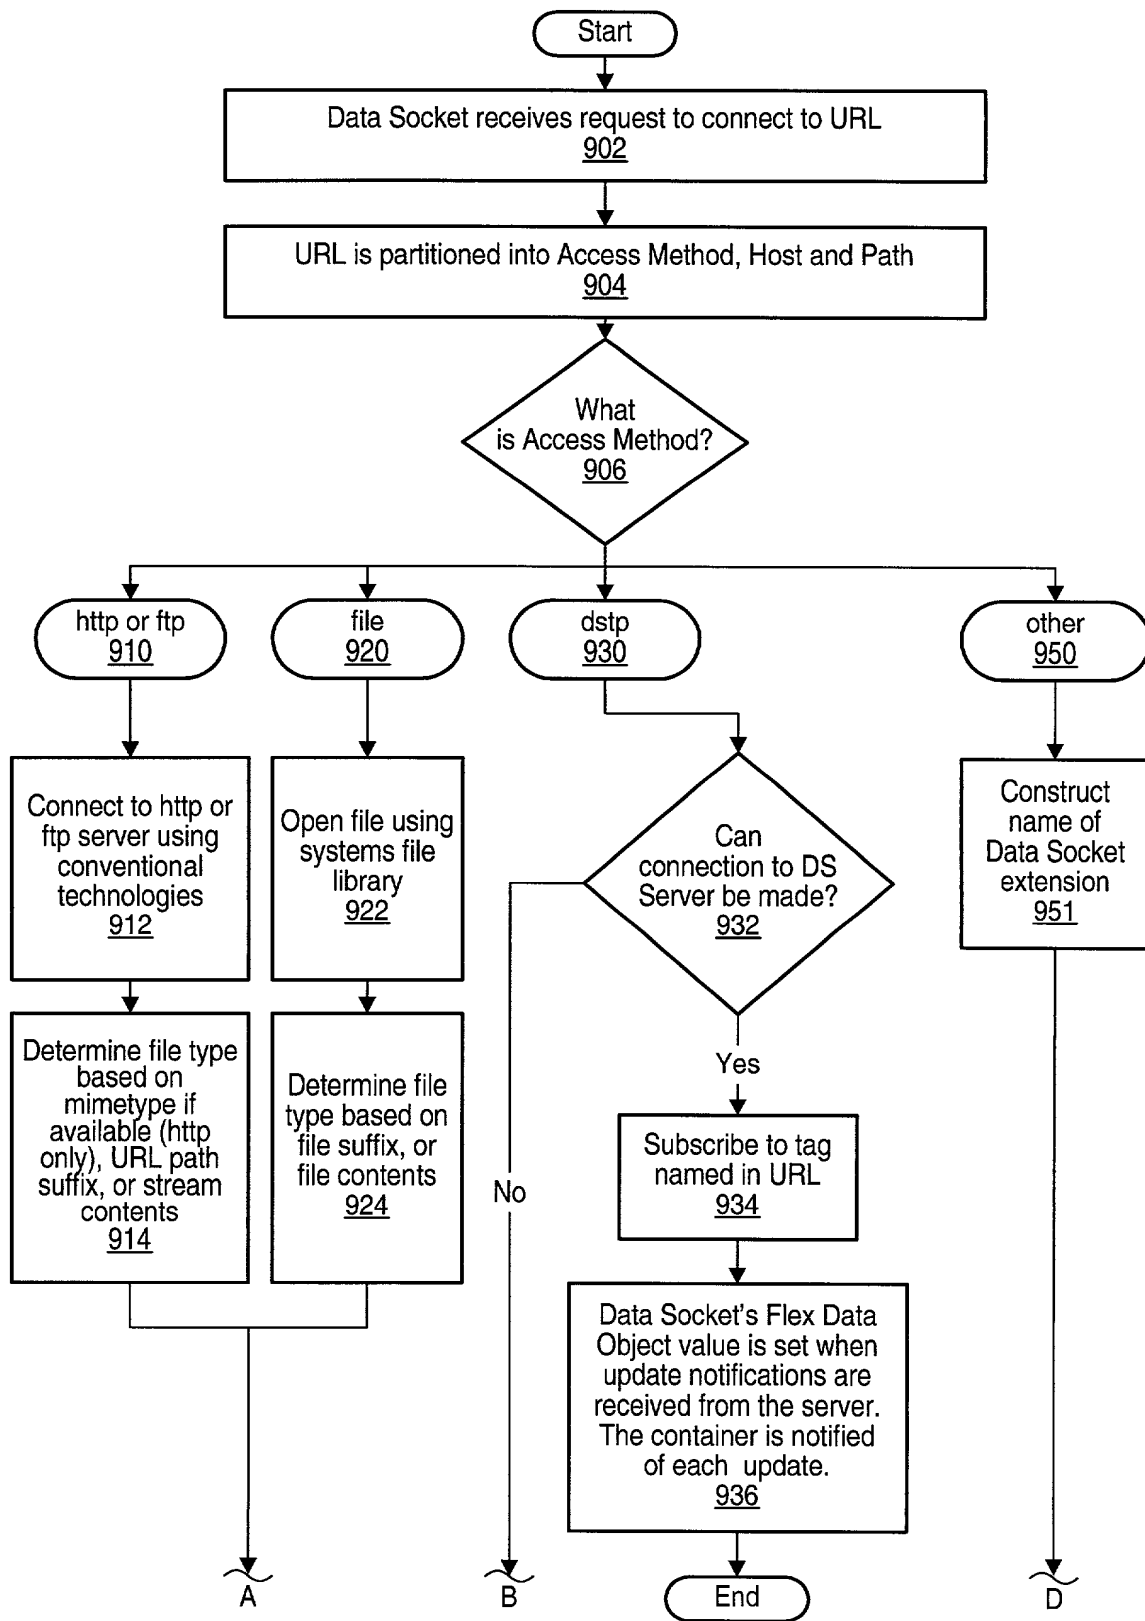 Start
Data Socket receives request to connect to URL
902
URL is partitioned into Access Method, Host and Path
904
What
is Access Method?
906
http or ftp
910
file
920
dstp
930
other
950
Connect to http or
ftp server using
conventional
technologies
912
Open file using
systems file
library
922
Can
connection to DS
Server be made?
932
Construct
name of
Data Socket
extension
951
Determine file type
based on
mimetype if
available (http
only), URL path
suffix, or stream
contents
914
Determine file
type based on
file suffix, or
file contents
924
No
Yes
Subscribe to tag
named in URL
934
Data Socket's Flex Data
Object value is set when
update notifications are
received from the server.
The container is notified
of each update.
936
A
B
End
D